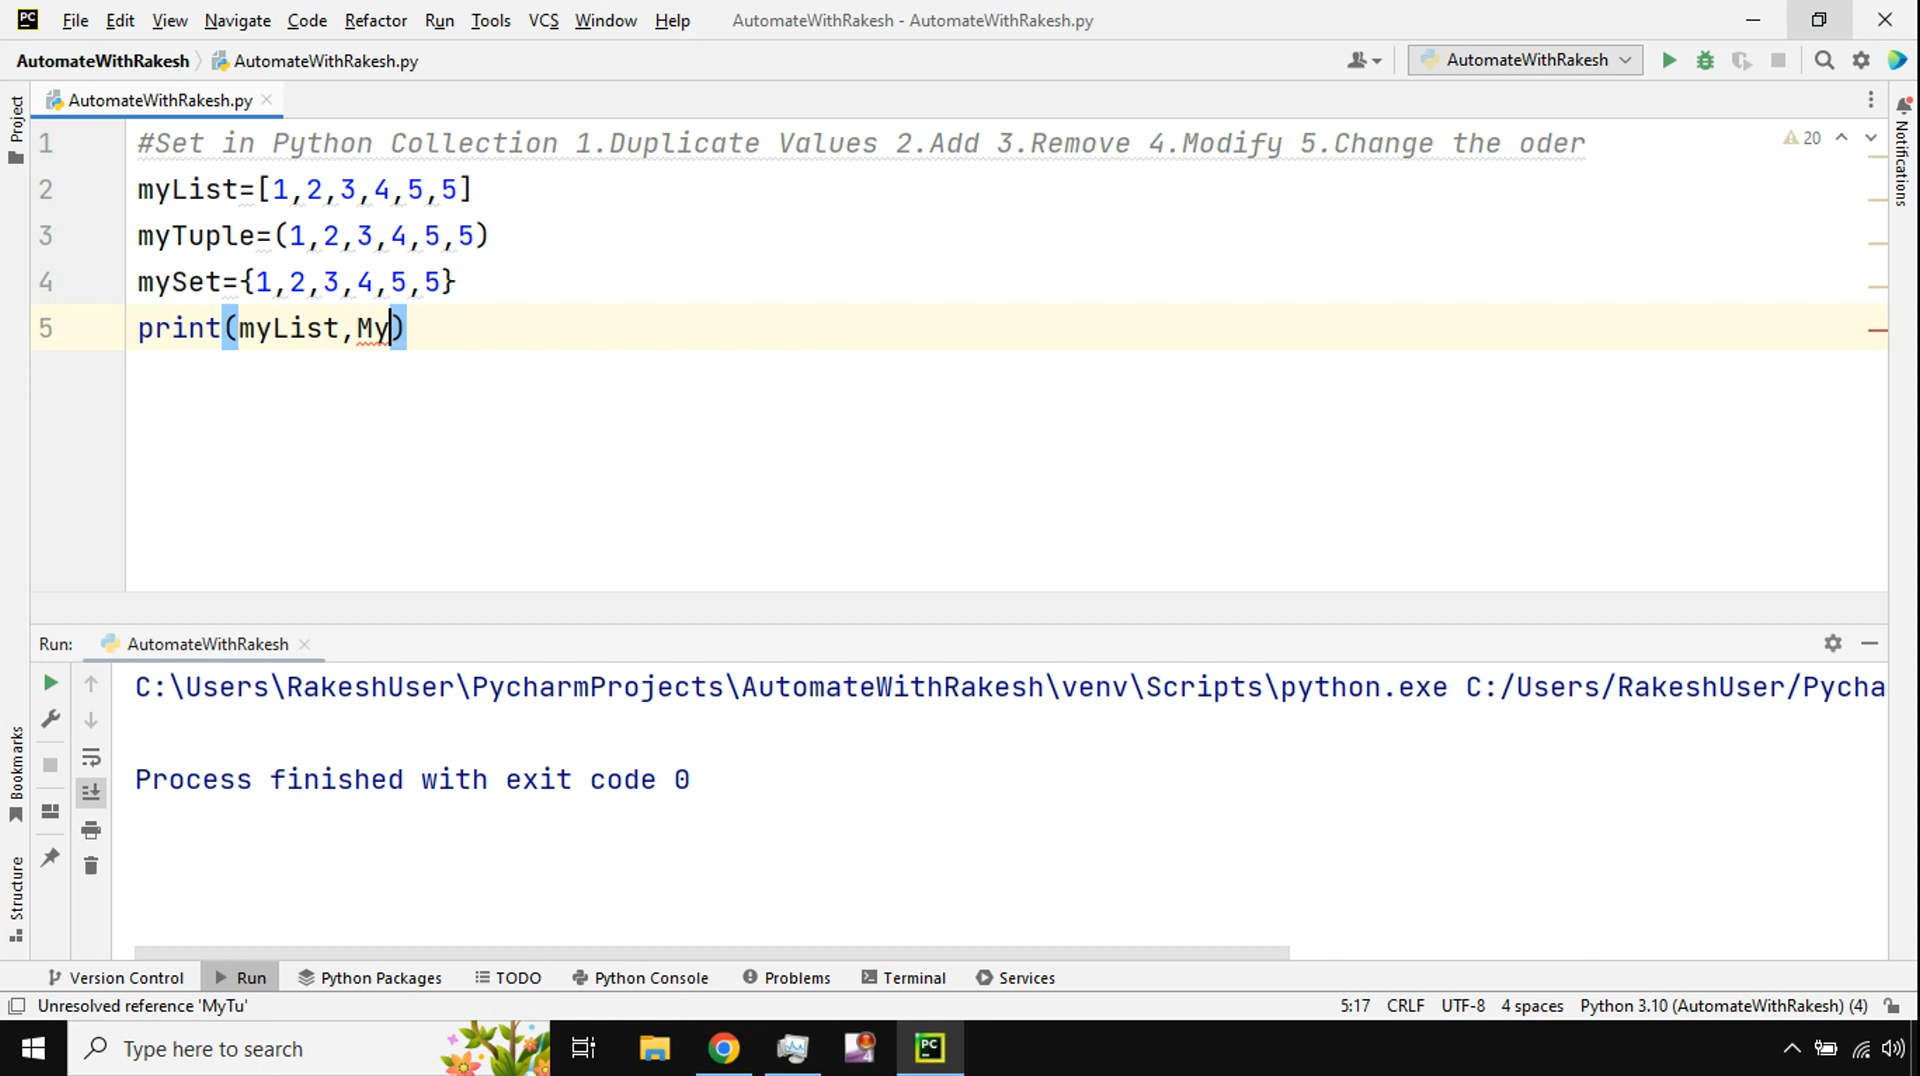 PC File Edit View Navigate Code Refactor Run Tools VCS Window Help AutomateWithRakesh - AutomateWithRakesh.py
AutomateWithRakesh AutomateWithRakesh.py AutomateWithRakesh
AutomateWithRakesh.py
Project
Notifications
20
1 #Set in Python Collection 1.Duplicate Values 2.Add 3.Remove 4.Modify 5.Change the oder
2 myList=[1,2,3,4,5,5]
3 myTuple=(1,2,3,4,5,5)
4 mySet={1,2,3,4,5,5}
5 print(myList,My)
Run: AutomateWithRakesh
C:\Users\RakeshUser\PycharmProjects\AutomateWithRakesh\venv\Scripts\python.exe C:/Users/RakeshUser/Pycha
Process finished with exit code 0
Bookmarks
Structure
Version Control Run Python Packages TODO Python Console Problems Terminal Services
Unresolved reference 'MyTu' 5:17 CRLF UTF-8 4 spaces Python 3.10 (AutomateWithRakesh) (4)
Type here to search 4 PC